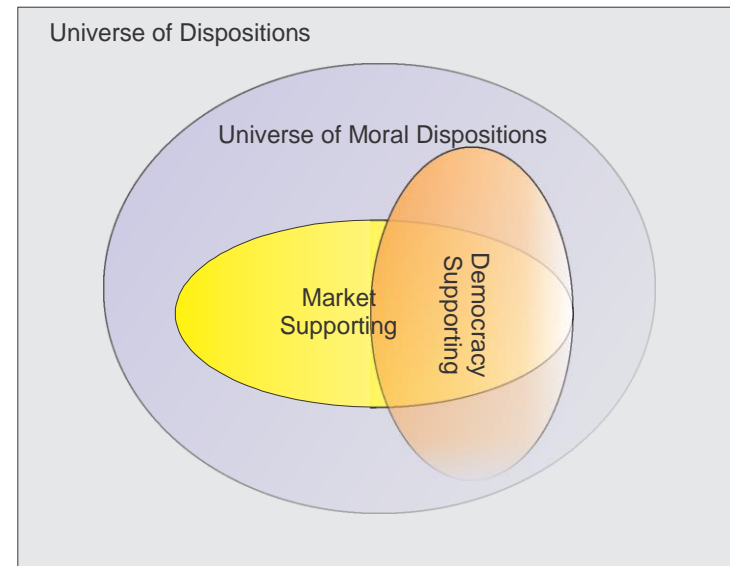 Universe of Dispositions
Universe of Moral Dispositions
Market
Supporting
Democracy
Supporting